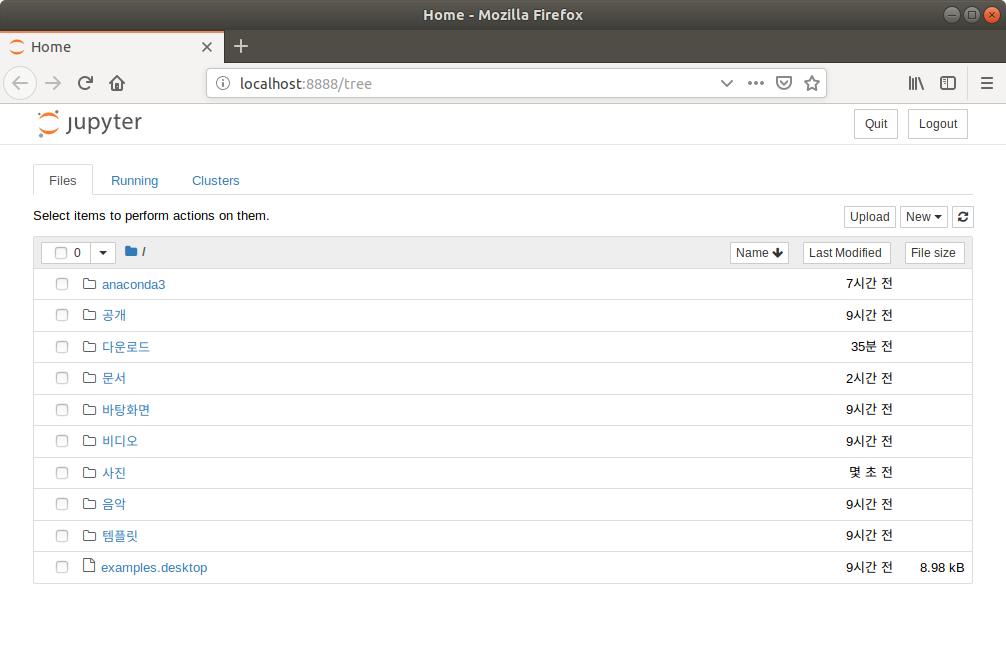 Home - Mozilla Firefox
Home
localhost:8888/tree
jupyter
Quit
Logout
Files
Running
Clusters
Select items to perform actions on them.
Upload
New
0
/
Name
Last Modified
File size
anaconda3 7시간 전
공개 9시간 전
다운로드 35분 전
문서 2시간 전
바탕화면 9시간 전
비디오 9시간 전
사진 몇 초 전
음악 9시간 전
템플릿 9시간 전
examples.desktop 9시간 전 8.98 kB